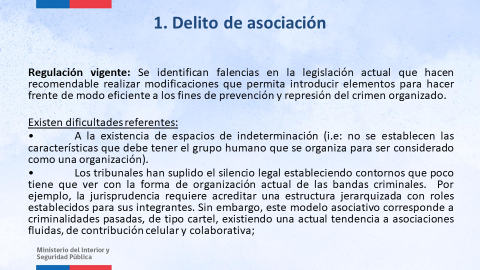 1. Delito de asociación
Regulación vigente: Se identifican falencias en la legislación actual que hacen
recomendable realizar modificaciones que permita introducir elementos para hacer
frente de modo eficiente a los fines de prevención y represión del crimen organizado.
Existen dificultades referentes:
• A la existencia de espacios de indeterminación (i.e: no se establecen las
características que debe tener el grupo humano que se organiza para ser considerado
como una organización).
• Los tribunales han suplido el silencio legal estableciendo contornos que poco
tiene que ver con la forma de organización actual de las bandas criminales. Por
ejemplo, la jurisprudencia requiere acreditar una estructura jerarquizada con roles
establecidos para sus integrantes. Sin embargo, este modelo asociativo corresponde a
criminalidades pasadas, de tipo cartel, existiendo una actual tendencia a asociaciones
fluidas, de contribución celular y colaborativa;
Ministerio del Interior y
Seguridad Pública